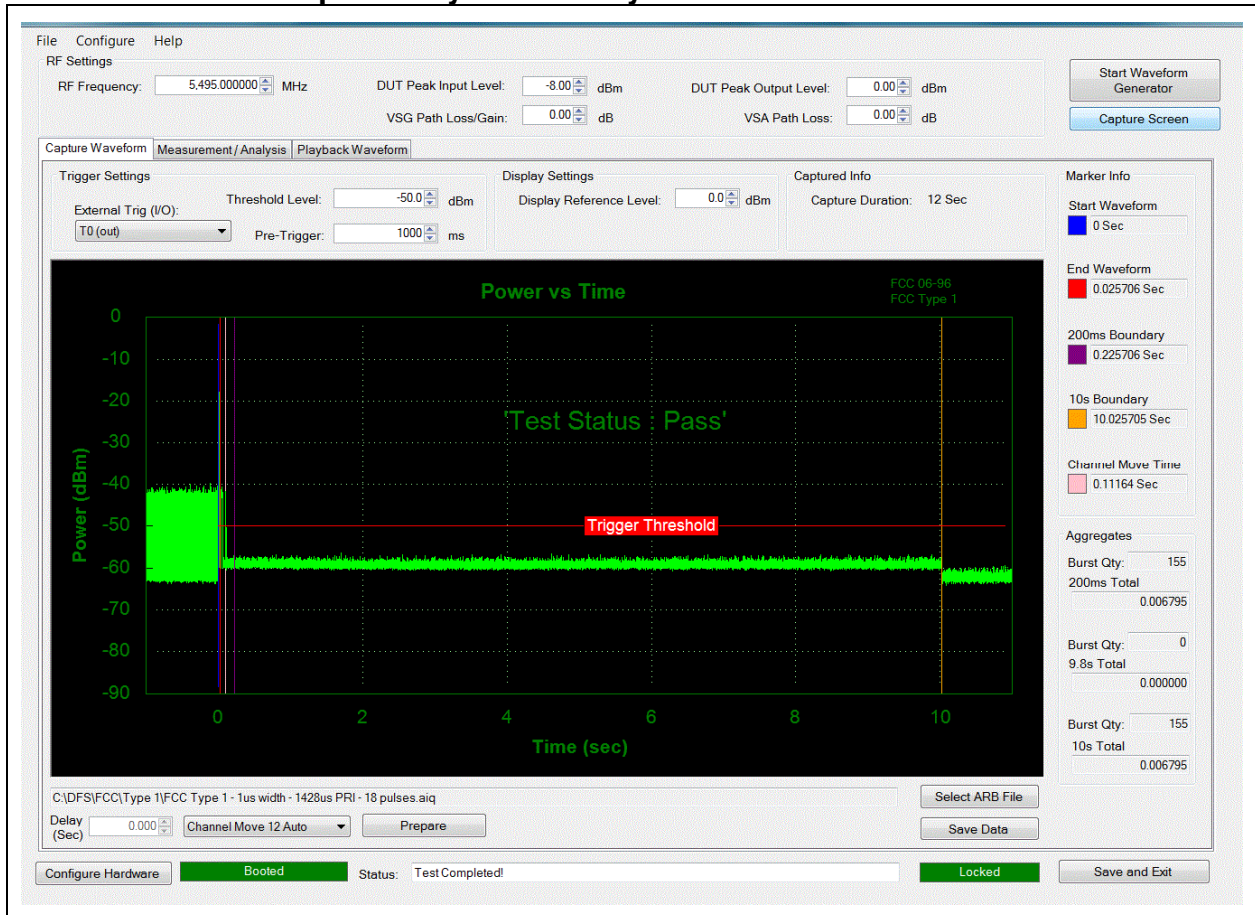 File Configure Help
RF Settings
RF Frequency: 5,495.000000 MHz
DUT Peak Input Level: -8.00 dBm
DUT Peak Output Level: 0.00 dBm
VSG Path Loss/Gain: 0.00 dB
VSA Path Loss: 0.00 dB
Start Waveform
Generator
Capture Screen
Capture Waveform Measurement / Analysis Playback Waveform
Trigger Settings
External Trig (I/O):
T0 (out)
Threshold Level: -50.0 dBm
Pre-Trigger: 1000 ms
Display Settings
Display Reference Level: 0.0 dBm
Captured Info
Capture Duration: 12 Sec
Power vs Time
FCC 06-96
FCC Type 1
'Test Status : Pass'
Trigger Threshold
Power (dBm)
0
-10
-20
-30
-40
-50
-60
-70
-80
-90
0 2 4 6 8 10
Time (sec)
Marker Info
Start Waveform
0 Sec
End Waveform
0.025706 Sec
200ms Boundary
0.225706 Sec
10s Boundary
10.025705 Sec
Channel Move Time
0.11164 Sec
Aggregates
Burst Qty: 155
200ms Total
0.006795
Burst Qty: 0
9.8s Total
0.000000
Burst Qty: 155
10s Total
0.006795
C:\DFS\FCC\Type 1\FCC Type 1 - 1us width - 1428us PRI - 18 pulses.aiq
Select ARB File
Delay
(Sec)
0.000
Channel Move 12 Auto
Prepare
Save Data
Configure Hardware
Booted
Status: Test Completed!
Locked
Save and Exit